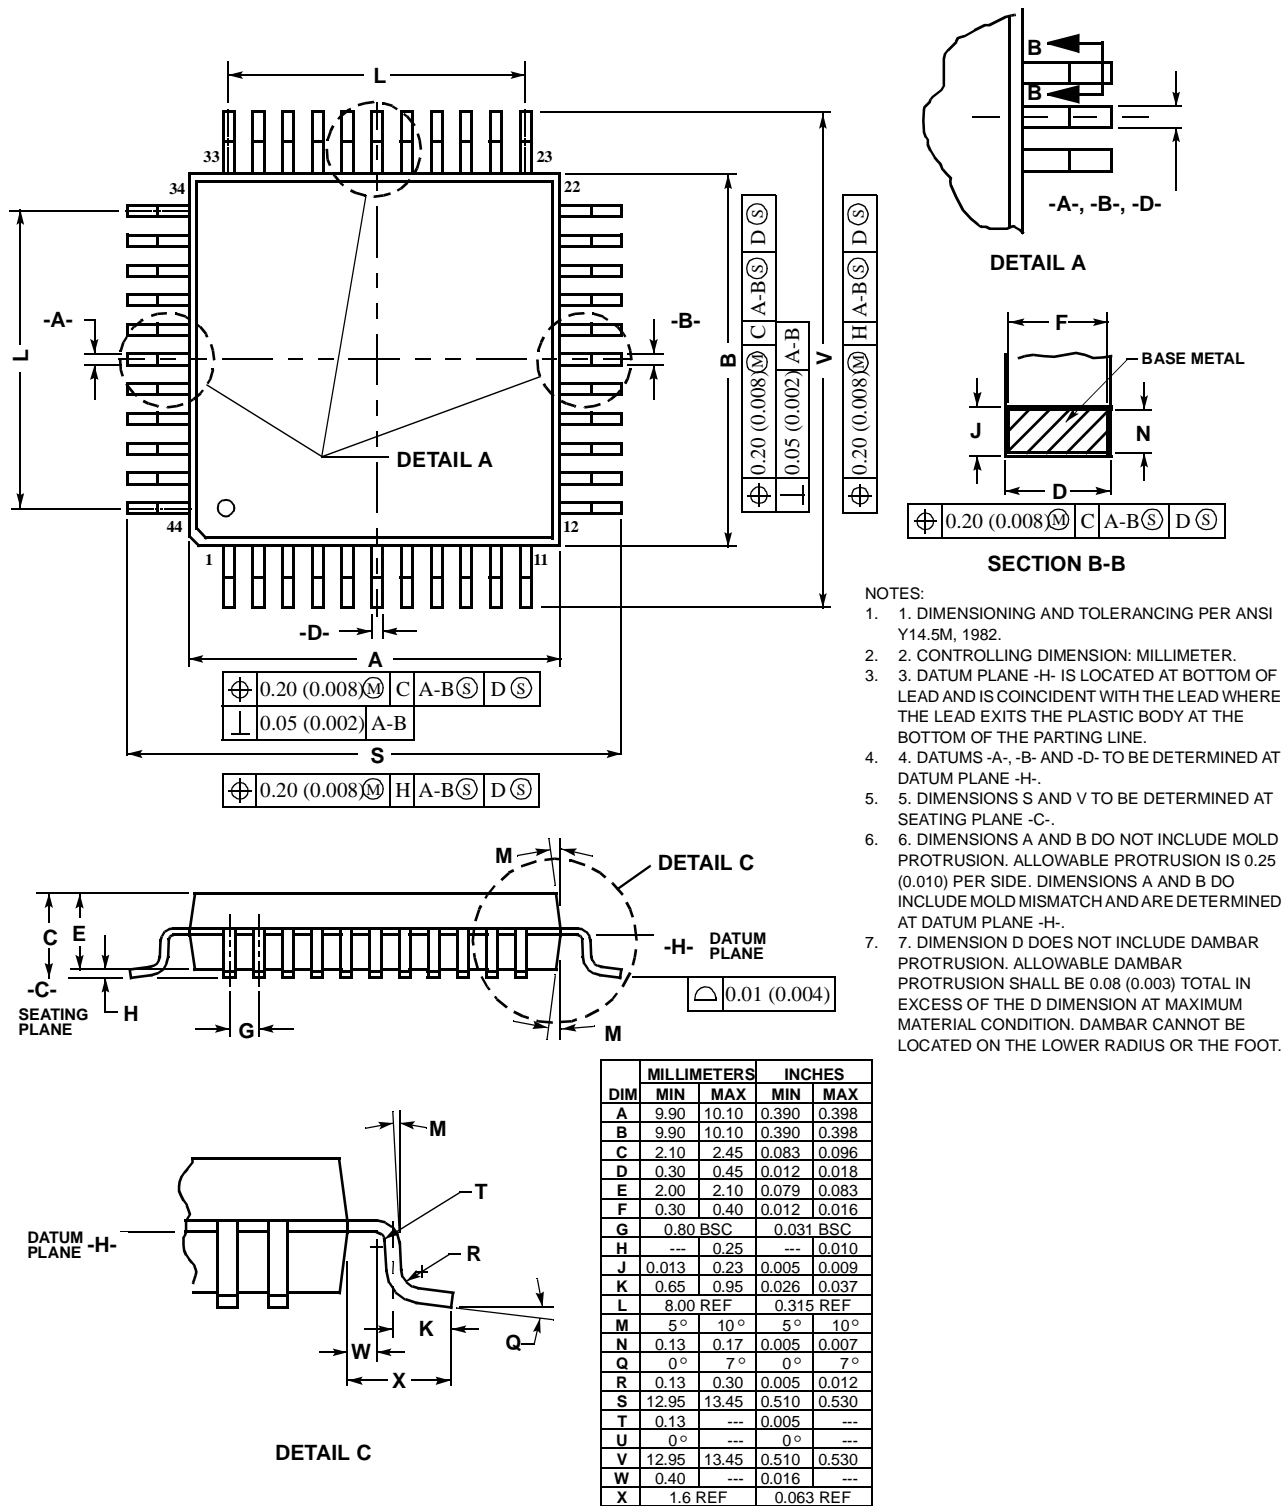 L
33
23
34
22
-A-
-B-
L
B
V
DETAIL A
44
12
1
11
-D-
A
0.20 (0.008) Ⓜ C A-B Ⓢ D Ⓢ
0.05 (0.002) A-B
S
0.20 (0.008) Ⓜ H A-B Ⓢ D Ⓢ
0.20 (0.008) Ⓜ C A-B Ⓢ D Ⓢ
0.05 (0.002) A-B
0.20 (0.008) Ⓜ H A-B Ⓢ D Ⓢ
B
B
-A-, -B-, -D-
DETAIL A
F
BASE METAL
J
N
D
0.20 (0.008) Ⓜ C A-B Ⓢ D Ⓢ
SECTION B-B
NOTES:
1. 1. DIMENSIONING AND TOLERANCING PER ANSI
Y14.5M, 1982.
2. 2. CONTROLLING DIMENSION: MILLIMETER.
3. 3. DATUM PLANE -H- IS LOCATED AT BOTTOM OF
LEAD AND IS COINCIDENT WITH THE LEAD WHERE
THE LEAD EXITS THE PLASTIC BODY AT THE
BOTTOM OF THE PARTING LINE.
4. 4. DATUMS -A-, -B- AND -D- TO BE DETERMINED AT
DATUM PLANE -H-.
5. 5. DIMENSIONS S AND V TO BE DETERMINED AT
SEATING PLANE -C-.
6. 6. DIMENSIONS A AND B DO NOT INCLUDE MOLD
PROTRUSION. ALLOWABLE PROTRUSION IS 0.25
(0.010) PER SIDE. DIMENSIONS A AND B DO
INCLUDE MOLD MISMATCH AND ARE DETERMINED
AT DATUM PLANE -H-.
7. 7. DIMENSION D DOES NOT INCLUDE DAMBAR
PROTRUSION. ALLOWABLE DAMBAR
PROTRUSION SHALL BE 0.08 (0.003) TOTAL IN
EXCESS OF THE D DIMENSION AT MAXIMUM
MATERIAL CONDITION. DAMBAR CANNOT BE
LOCATED ON THE LOWER RADIUS OR THE FOOT.
M
DETAIL C
C
E
-H- DATUM
PLANE
-C-
SEATING
PLANE
H
G
0.01 (0.004)
M
M
T
DATUM
PLANE -H-
R
K
Q
W
X
DETAIL C
MILLIMETERS INCHES
DIM MIN MAX MIN MAX
A 9.90 10.10 0.390 0.398
B 9.90 10.10 0.390 0.398
C 2.10 2.45 0.083 0.096
D 0.30 0.45 0.012 0.018
E 2.00 2.10 0.079 0.083
F 0.30 0.40 0.012 0.016
G 0.80 BSC 0.031 BSC
H --- 0.25 --- 0.010
J 0.013 0.23 0.005 0.009
K 0.65 0.95 0.026 0.037
L 8.00 REF 0.315 REF
M 5° 10° 5° 10°
N 0.13 0.17 0.005 0.007
Q 0° 7° 0° 7°
R 0.13 0.30 0.005 0.012
S 12.95 13.45 0.510 0.530
T 0.13 --- 0.005 ---
U 0° --- 0° ---
V 12.95 13.45 0.510 0.530
W 0.40 --- 0.016 ---
X 1.6 REF 0.063 REF